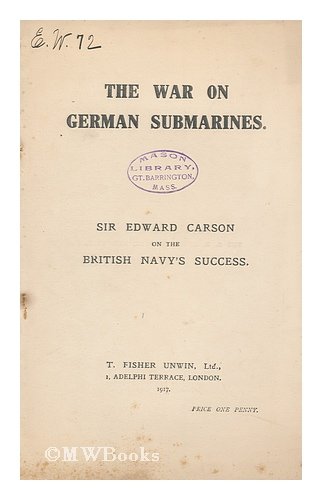 E.W. 72
THE WAR ON
GERMAN SUBMARINES.
MASON
LIBRARY,
GT. BARRINGTON,
MASS.
SIR EDWARD CARSON
ON THE
BRITISH NAVY'S SUCCESS.
T. FISHER UNWIN, Ltd.,
1, ADELPHI TERRACE, LONDON.
1917.
PRICE ONE PENNY.
©MWBooks